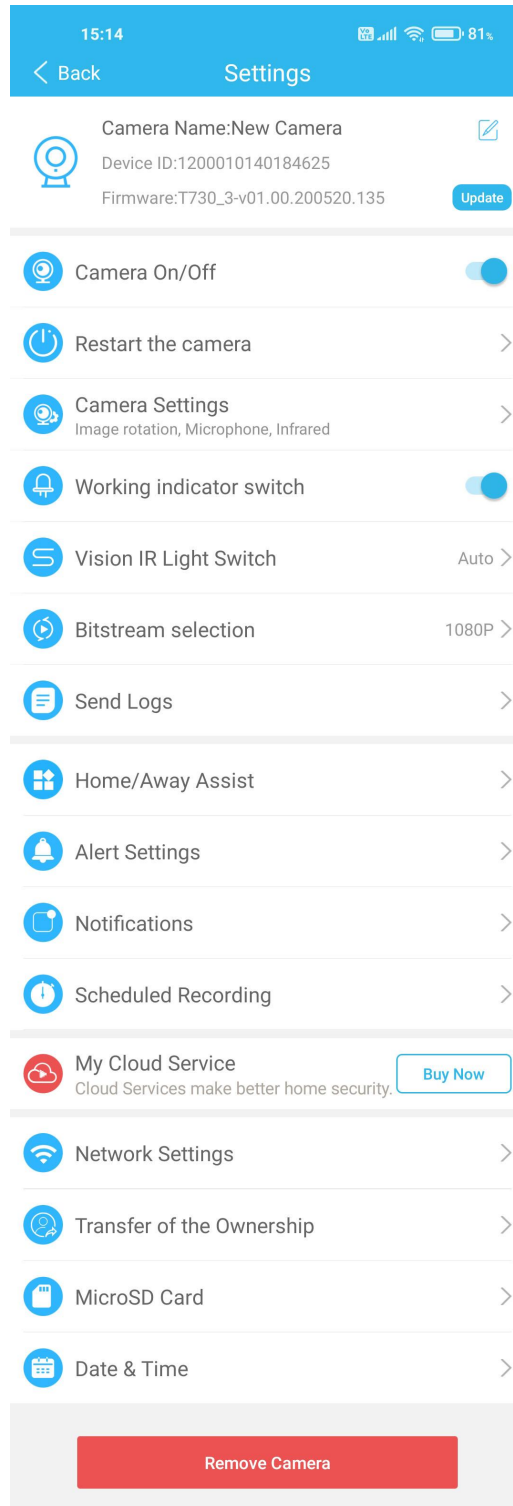 15:14
Vo LTE 81%
Back Settings
Camera Name:New Camera
Device ID:1200010140184625
Firmware:T730_3-v01.00.200520.135 Update
Camera On/Off
Restart the camera
Camera Settings
Image rotation, Microphone, Infrared
Working indicator switch
Vision IR Light Switch Auto
Bitstream selection 1080P
Send Logs
Home/Away Assist
Alert Settings
Notifications
Scheduled Recording
My Cloud Service
Cloud Services make better home security. Buy Now
Network Settings
Transfer of the Ownership
MicroSD Card
Date & Time
Remove Camera